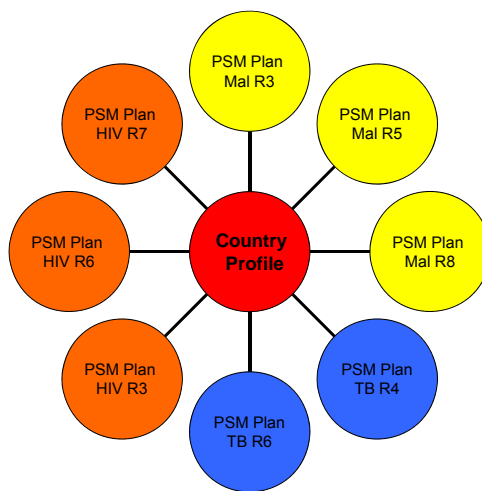 PSM Plan
Mal R3
PSM Plan
HIV R7
PSM Plan
Mal R5
PSM Plan
HIV R6
Country
Profile
PSM Plan
Mal R8
PSM Plan
HIV R3
PSM Plan
TB R4
PSM Plan
TB R6